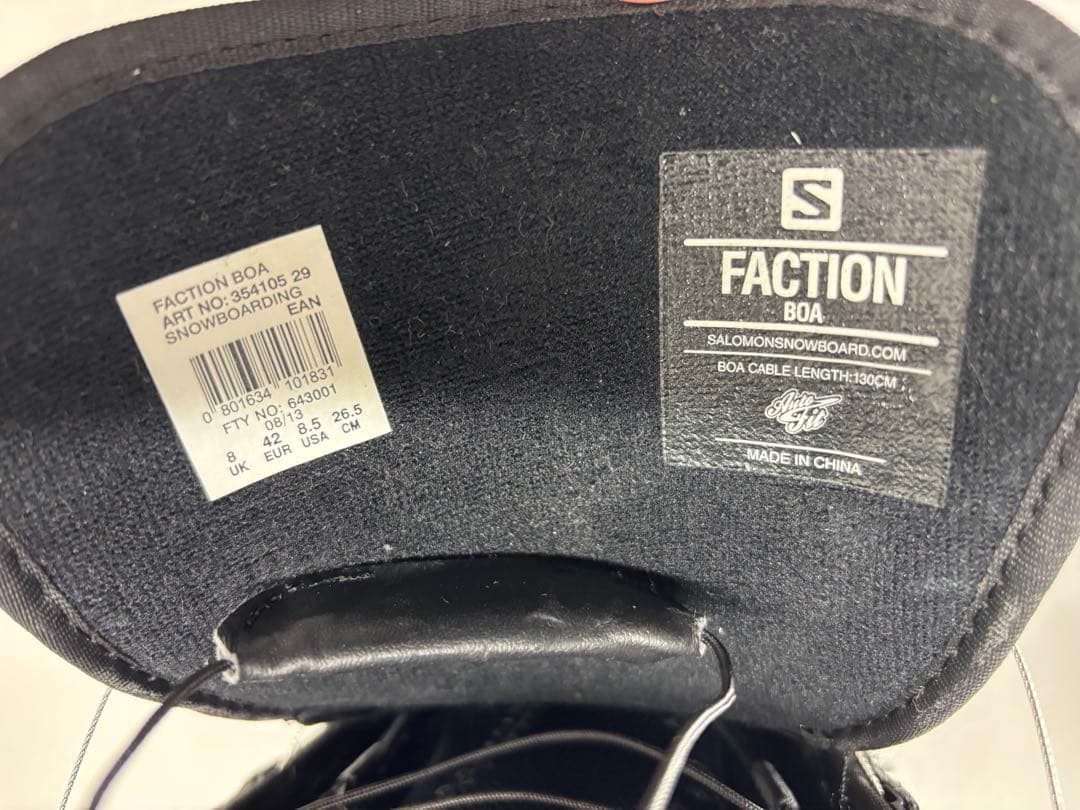 FACTION BOA
ART NO: 354105 29
SNOWBOARDING
EAN
0 801634 101831
FTY NO: 643001
08/13
8 42 8.5 26.5
UK EUR USA CM
S
FACTION
BOA
SALOMONSNOWBOARD.COM
BOA CABLE LENGTH:130CM
Auto
Fit
MADE IN CHINA